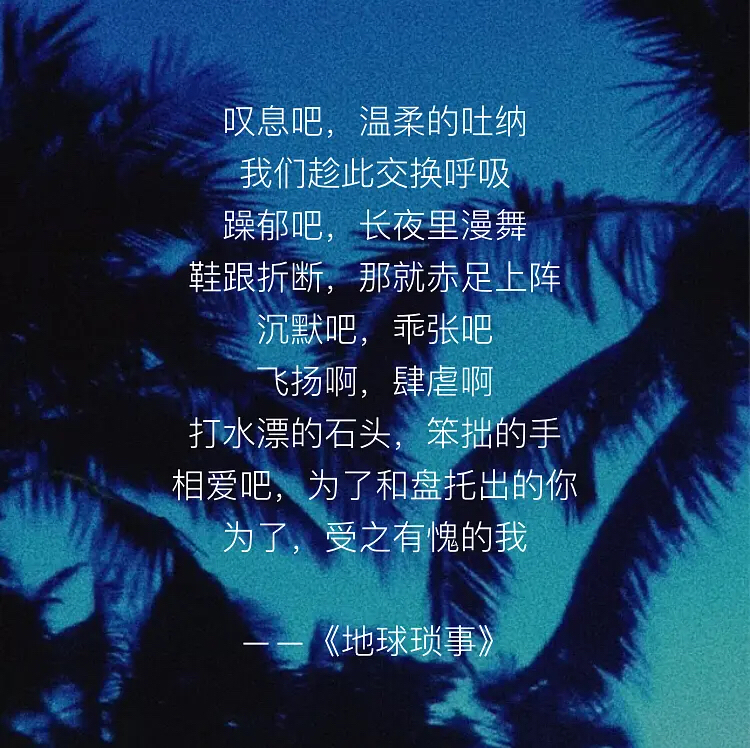 叹息吧，温柔的吐纳
我们趁此交换呼吸
躁郁吧，长夜里漫舞
鞋跟折断，那就赤足上阵
沉默吧，乖张吧
飞扬啊，肆虐啊
打水漂的石头，笨拙的手
相爱吧，为了和盘托出的你
为了，受之有愧的我
——《地球琐事》